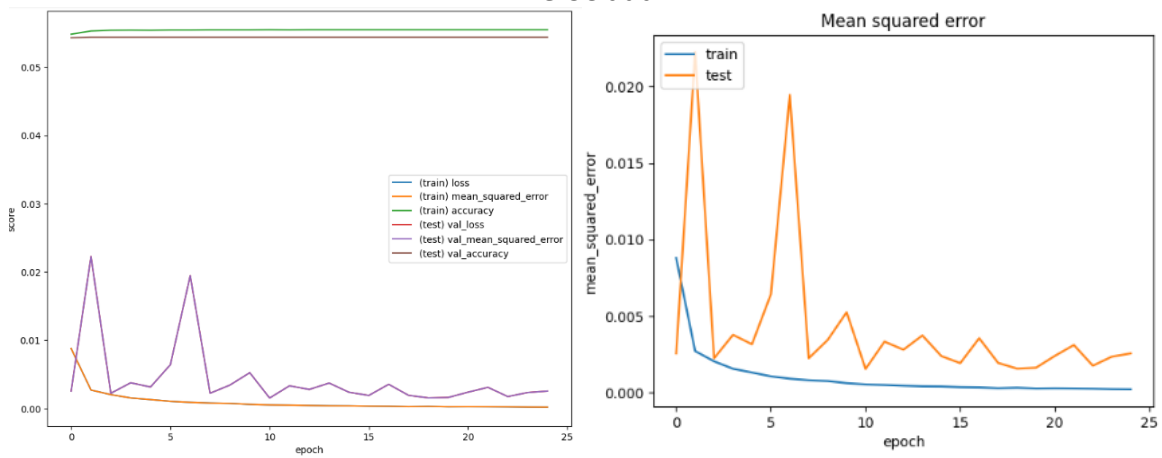 0.05
0.04
0.03
0.02
0.01
0.00
score
0
5
10
15
20
25
epoch
(train) loss
(train) mean_squared_error
(train) accuracy
(test) val_loss
(test) val_mean_squared_error
(test) val_accuracy
Mean squared error
train
test
0.020
0.015
0.010
0.005
0.000
mean_squared_error
0
5
10
15
20
25
epoch